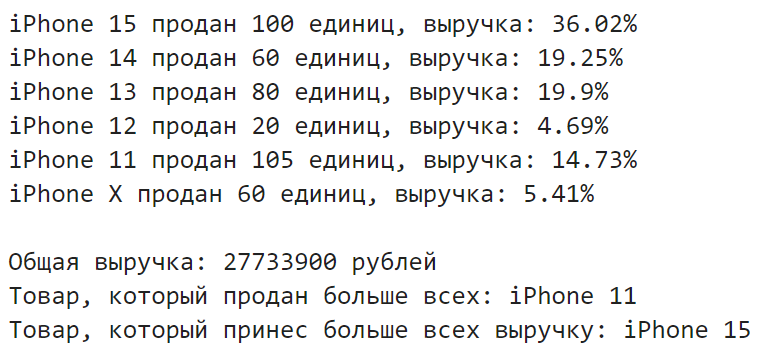 iPhone 15 продан 100 единиц, выручка: 36.02%
iPhone 14 продан 60 единиц, выручка: 19.25%
iPhone 13 продан 80 единиц, выручка: 19.9%
iPhone 12 продан 20 единиц, выручка: 4.69%
iPhone 11 продан 105 единиц, выручка: 14.73%
iPhone X продан 60 единиц, выручка: 5.41%
Общая выручка: 27733900 рублей
Товар, который продан больше всех: iPhone 11
Товар, который принес больше всех выручку: iPhone 15